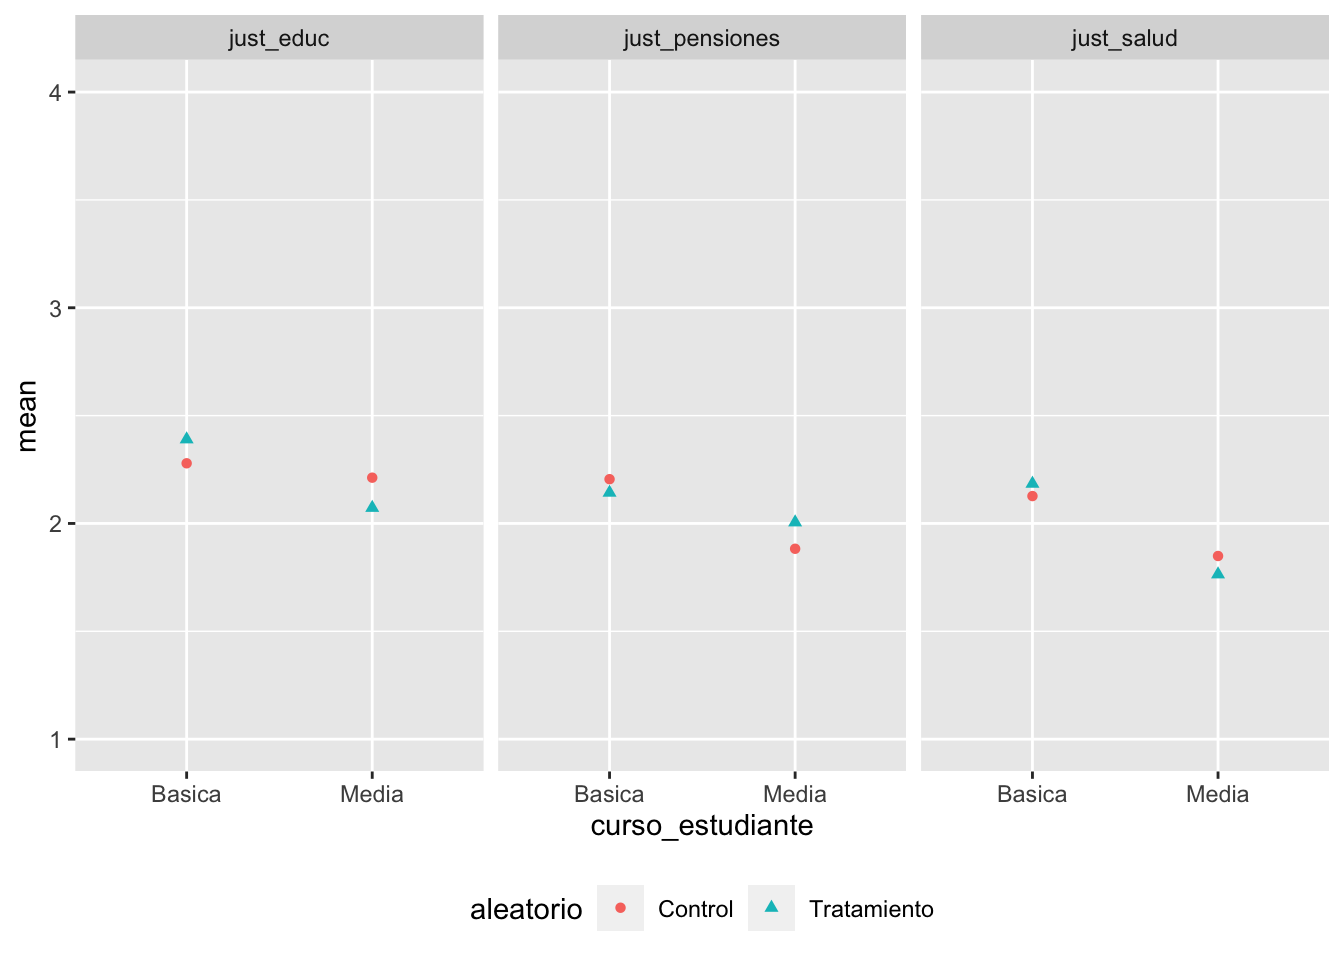 just_educ just_pensiones just_salud
4
3
2
1
mean
Basica Media Basica Media Basica Media
curso_estudiante
aleatorio Control Tratamiento